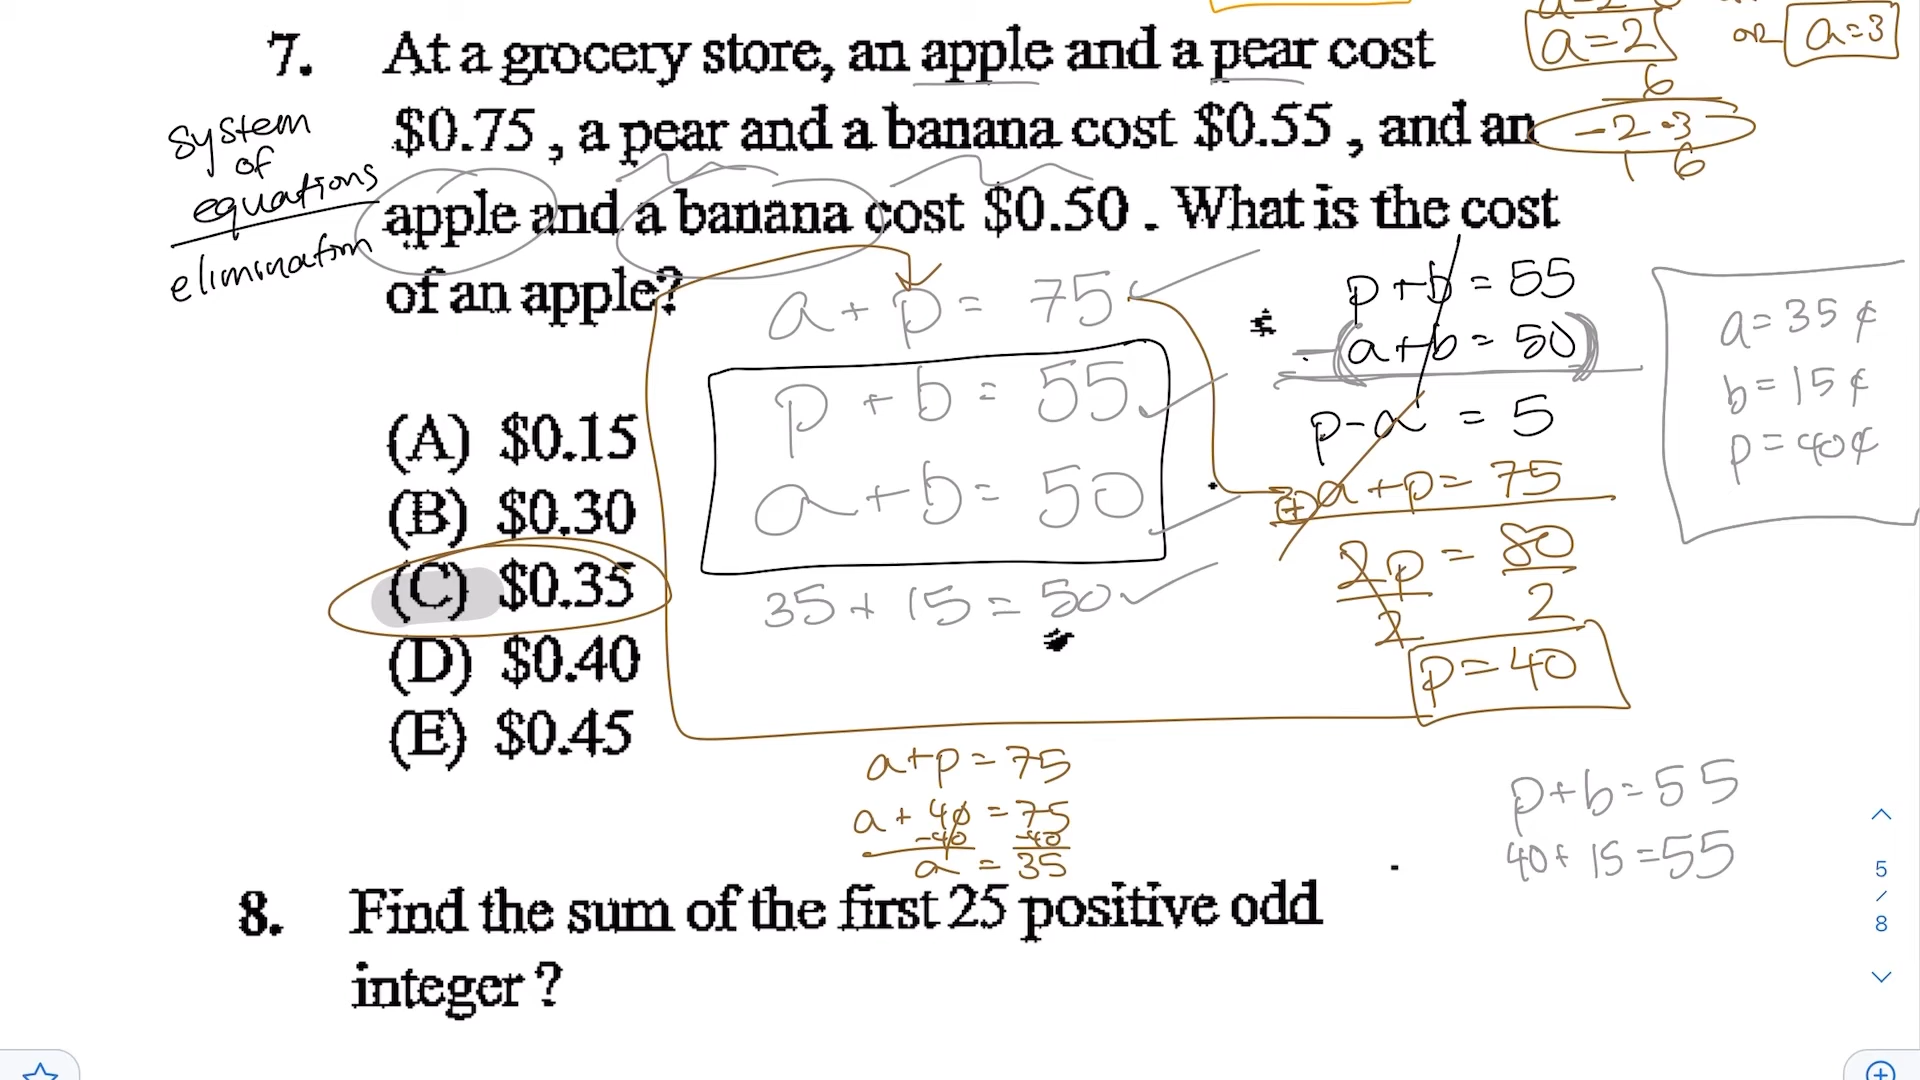 7. At a grocery store, an apple and a pear cost
$0.75, a pear and a banana cost $0.55, and an
apple and a banana cost $0.50. What is the cost
of an apple?
system
of
equations
elimination
(A) $0.15
(B) $0.30
(C) $0.35
(D) $0.40
(E) $0.45
a + p = 75
p + b = 55
a + b = 50
35 + 15 = 50
a+p = 75
a + 40 = 75
-40 -40
a = 35
p + b = 55
- (a + b = 50)
p - a = 5
+ a + p = 75
2p = 80
2 2
p = 40
a=2
or a=3
6
-2 -3
1 6
a = 35 ¢
b = 15 ¢
p = 40¢
p+b=55
40+ 15 =55
8. Find the sum of the first 25 positive odd
integer ?
5
/
8